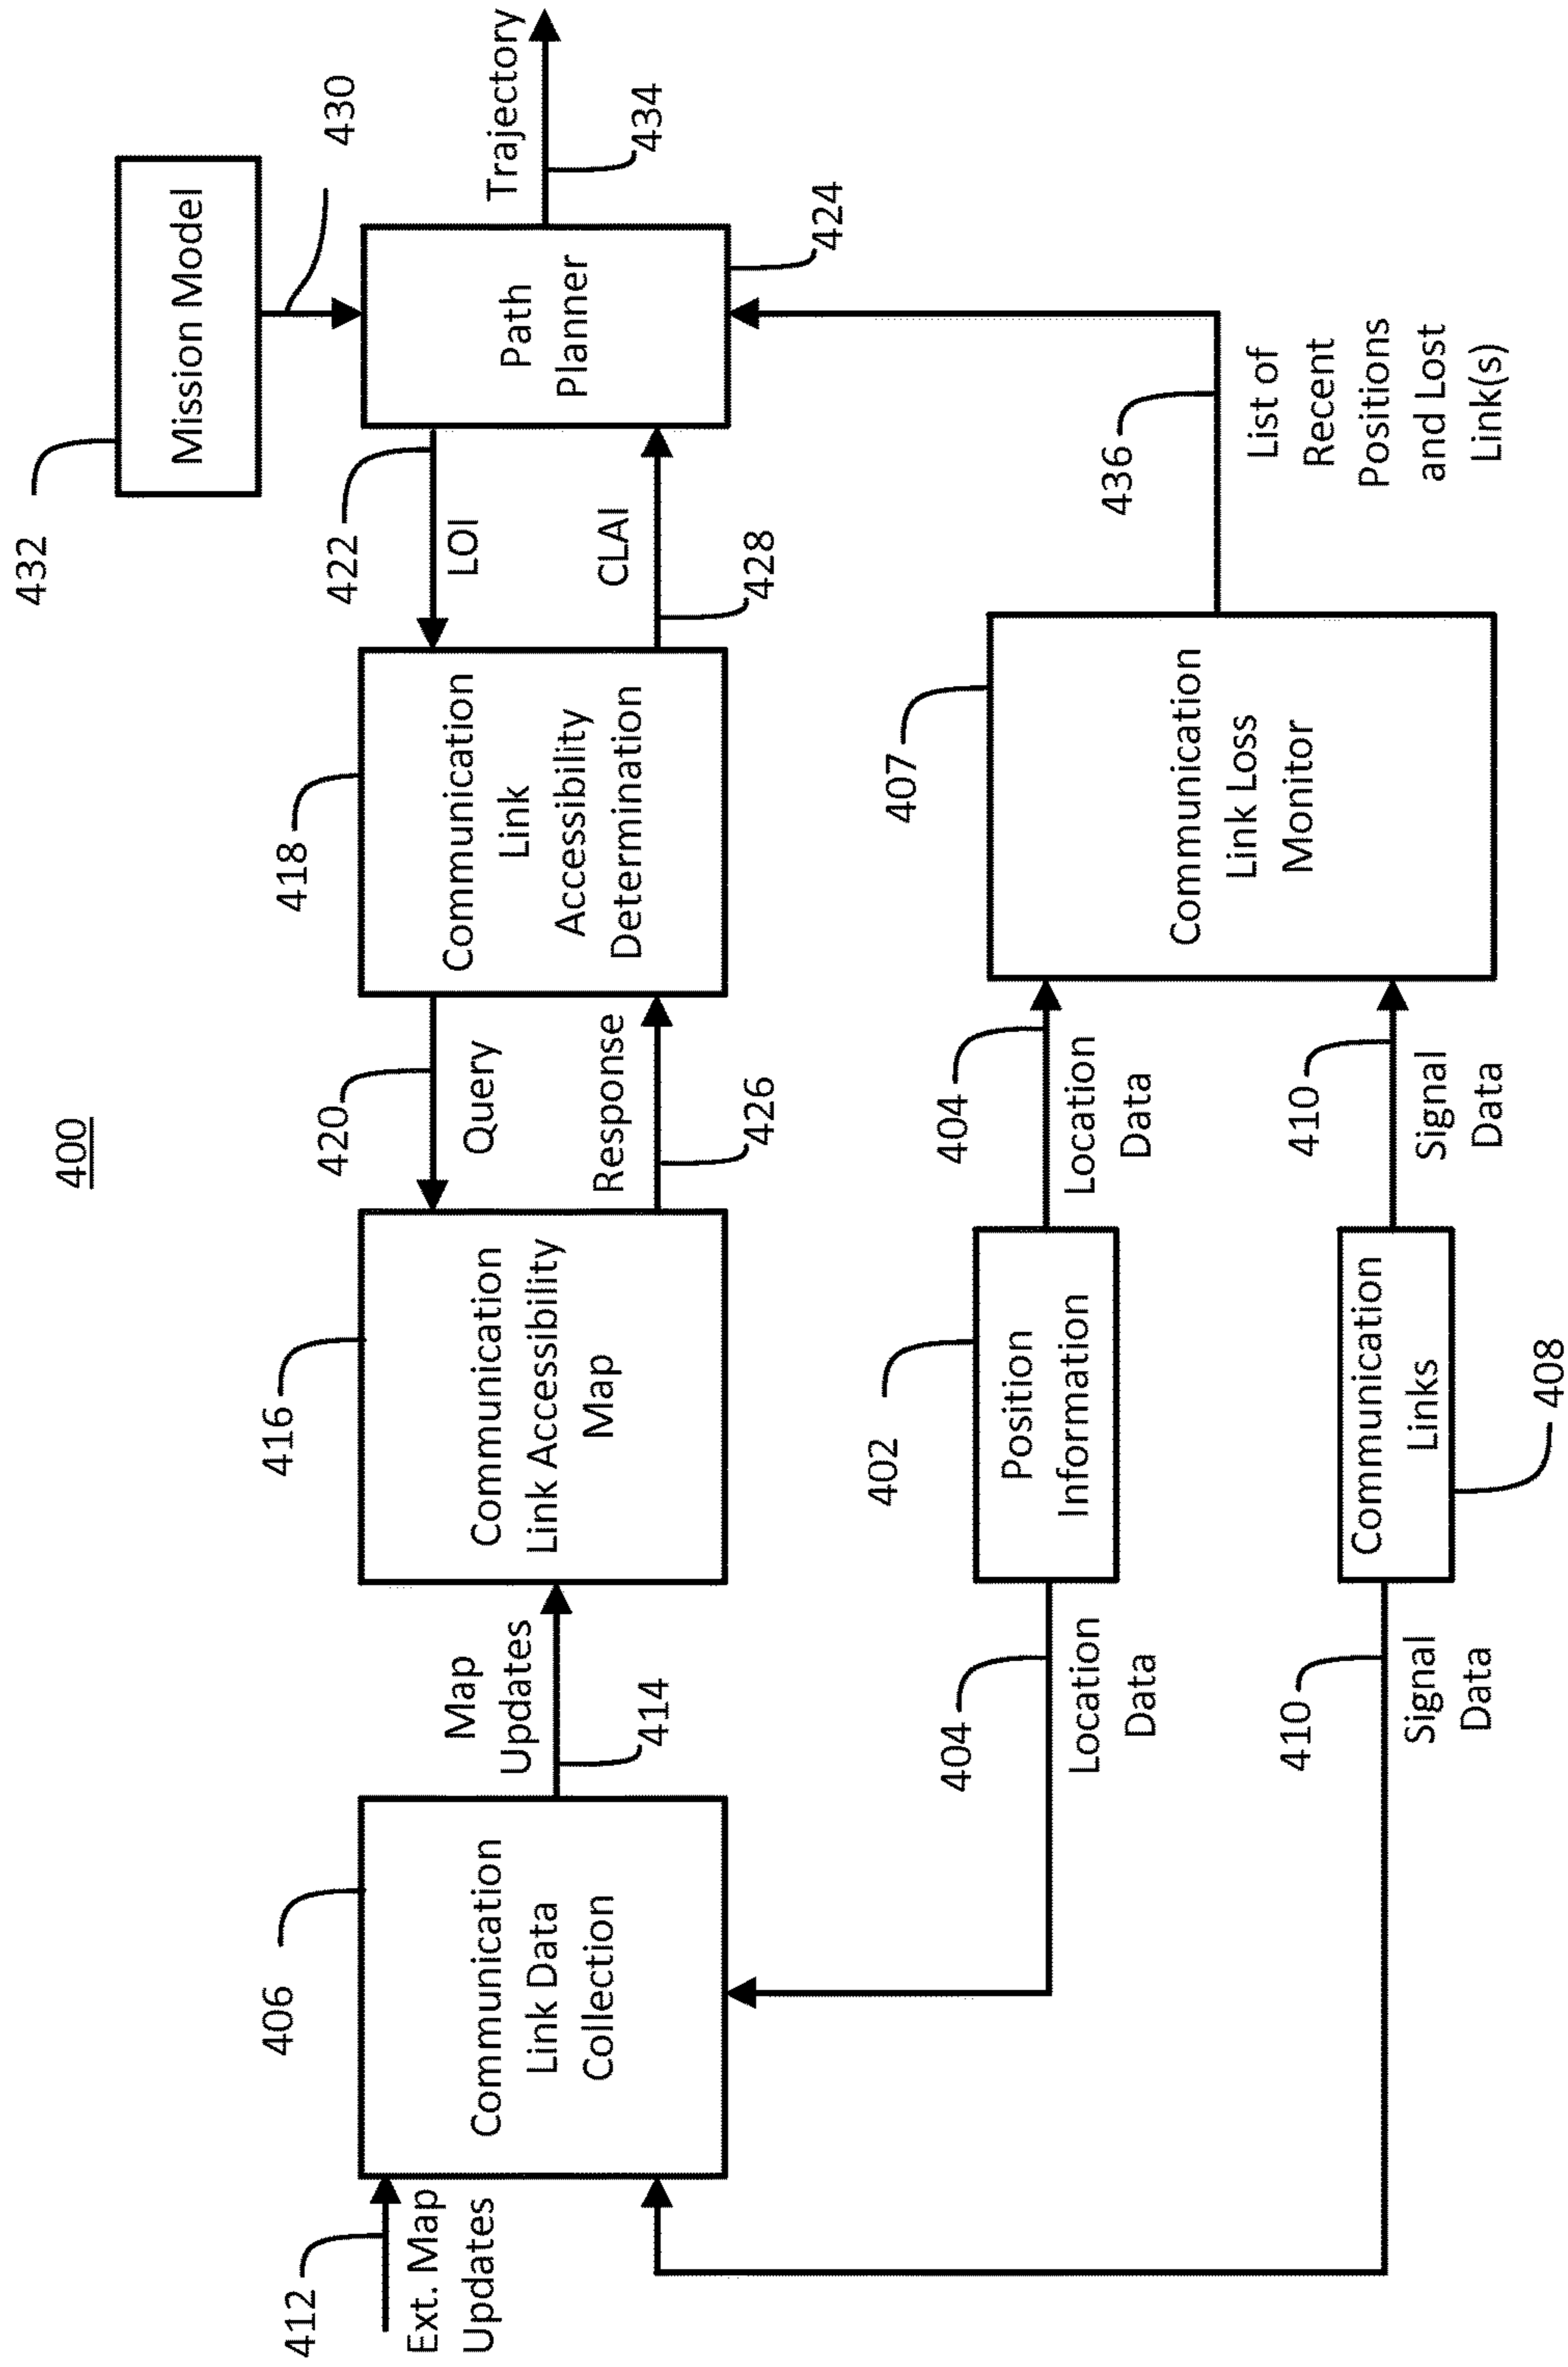 400
432
Mission Model
430
412
Ext. Map
Updates
406
Communication
Link Data
Collection
Map
Updates
414
416
Communication
Link Accessibility
Map
420
Query
Response
426
418
Communication
Link
Accessibility
Determination
422
LOI
CLAI
428
Path
Planner
424
Trajectory
434
404
Location
Data
402
Position
Information
404
Location
Data
407
Communication
Link Loss
Monitor
436
List of
Recent
Positions
and Lost
Link(s)
410
Signal
Data
Communication
Links
408
410
Signal
Data